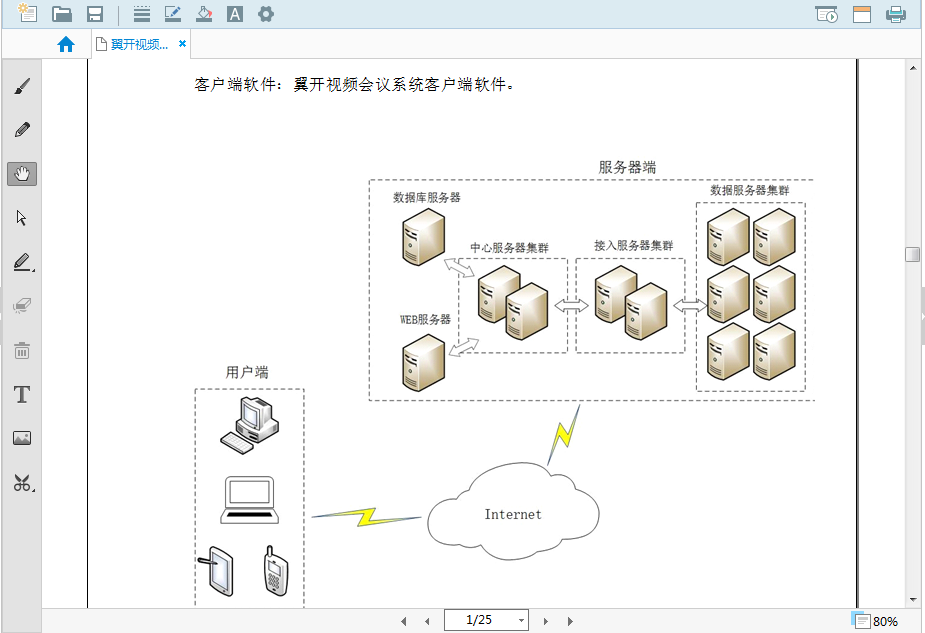 翼开视频...
客户端软件：翼开视频会议系统客户端软件。
服务器端
数据库服务器
数据服务器集群
中心服务器集群
接入服务器集群
WEB服务器
用户端
Internet
1/25
80%
A
T